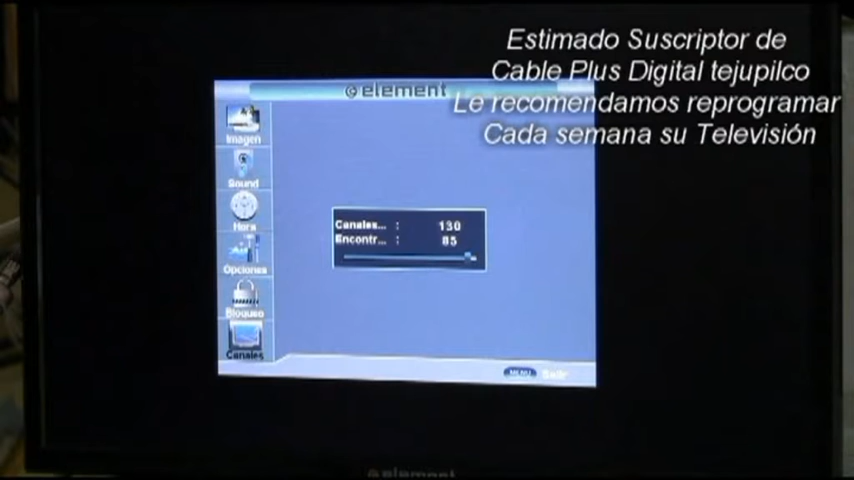 Estimado Suscriptor de
Cable Plus Digital tejupilco
Le recomendamos reprogramar
Cada semana su Televisión
element
Imagen
Sound
Hora
Opciones
Bloqueo
Canales
Canales... : 130
Encontr... : 85
MENU Salir
element